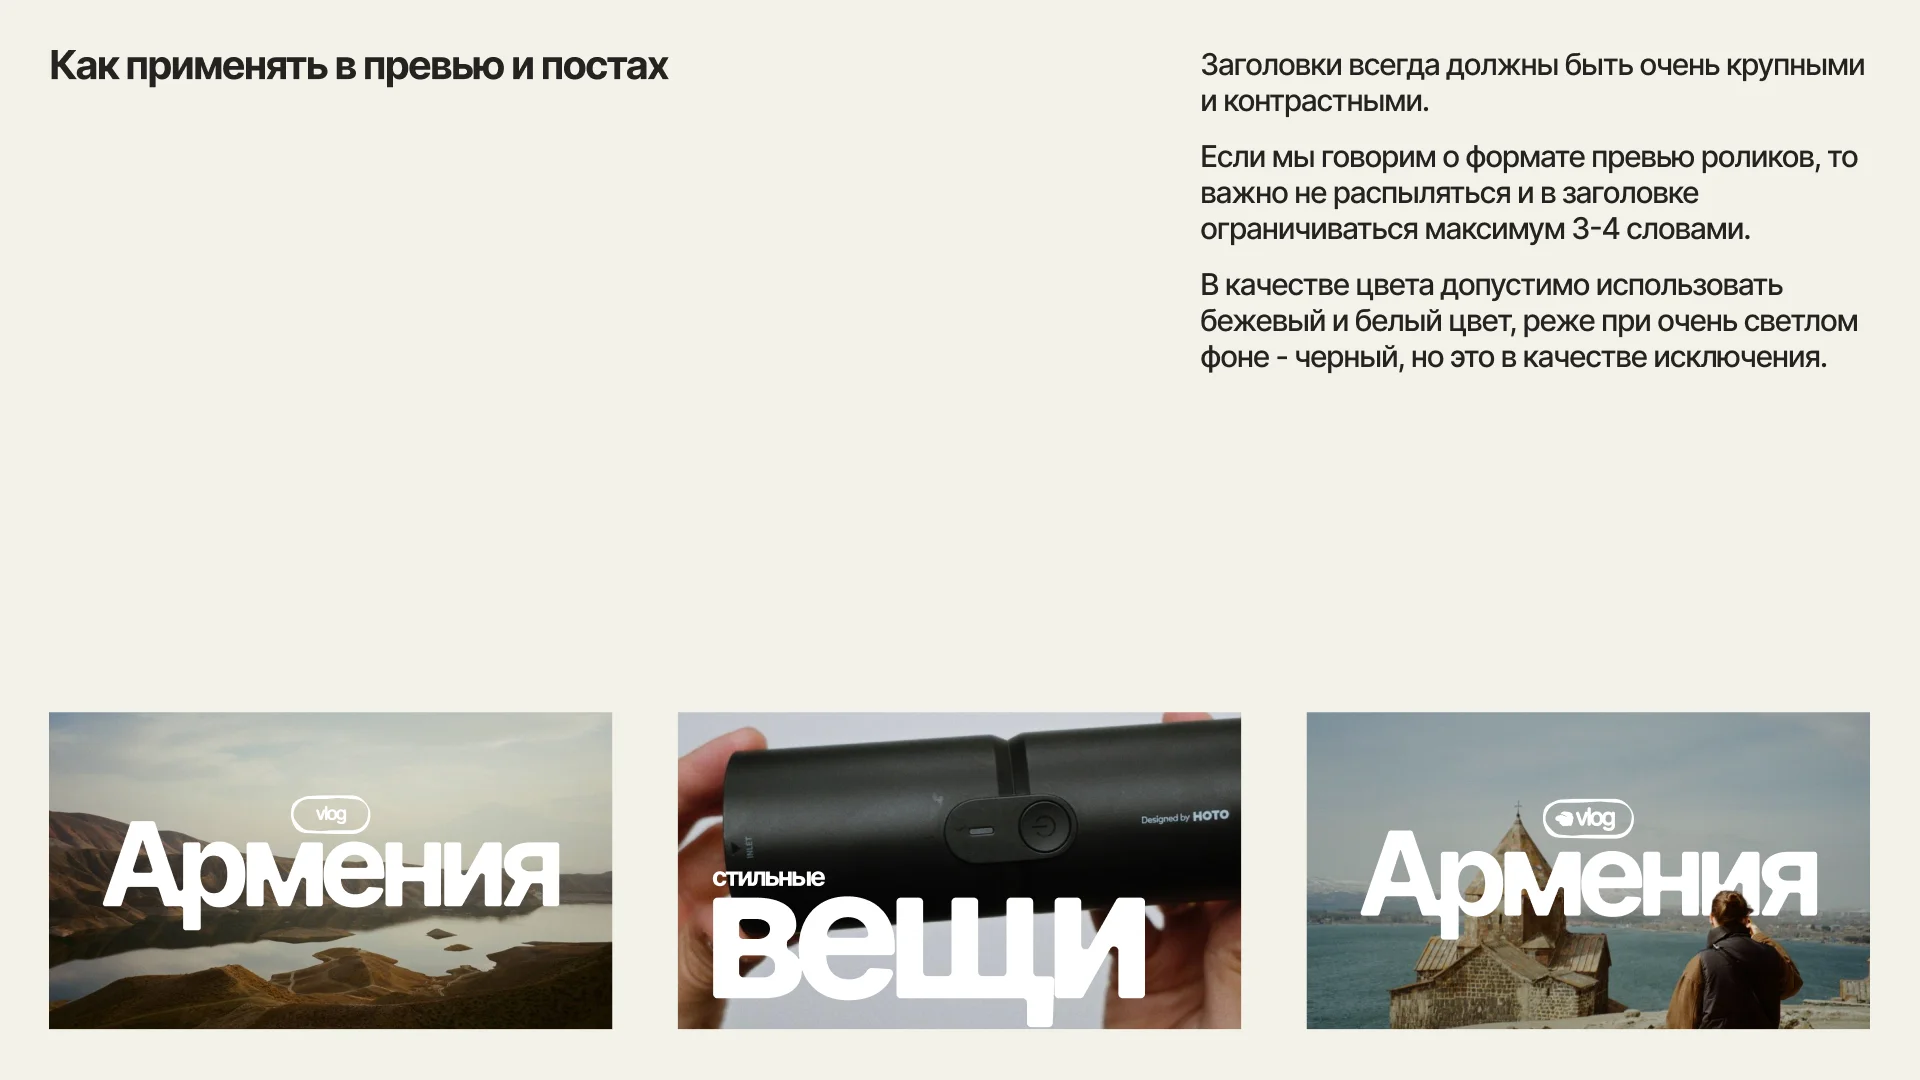 Как применять в превью и постах
Заголовки всегда должны быть очень крупными
и контрастными.
Если мы говорим о формате превью роликов, то
важно не распыляться и в заголовке
ограничиваться максимум 3-4 словами.
В качестве цвета допустимо использовать
бежевый и белый цвет, реже при очень светлом
фоне - черный, но это в качестве исключения.
vlog
Армения
INLET
Designed by HOTO
стильные
вещи
vlog
Армения